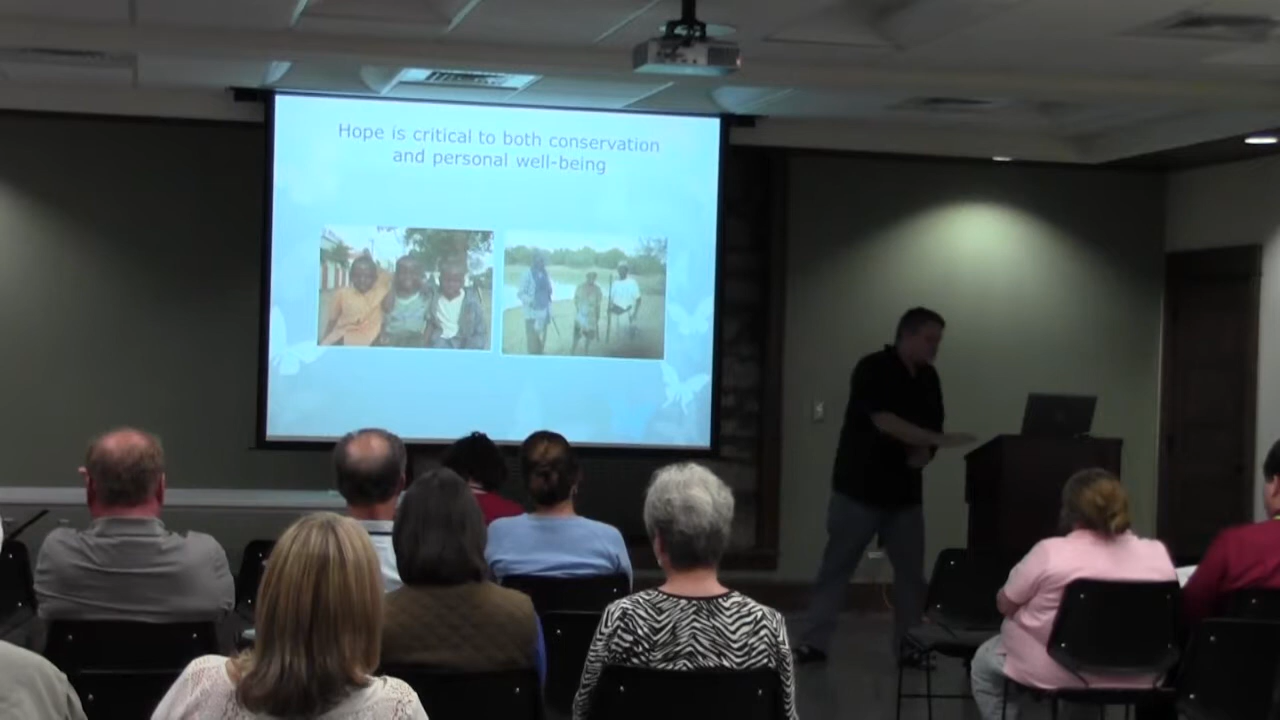 Hope is critical to both conservation
and personal well-being